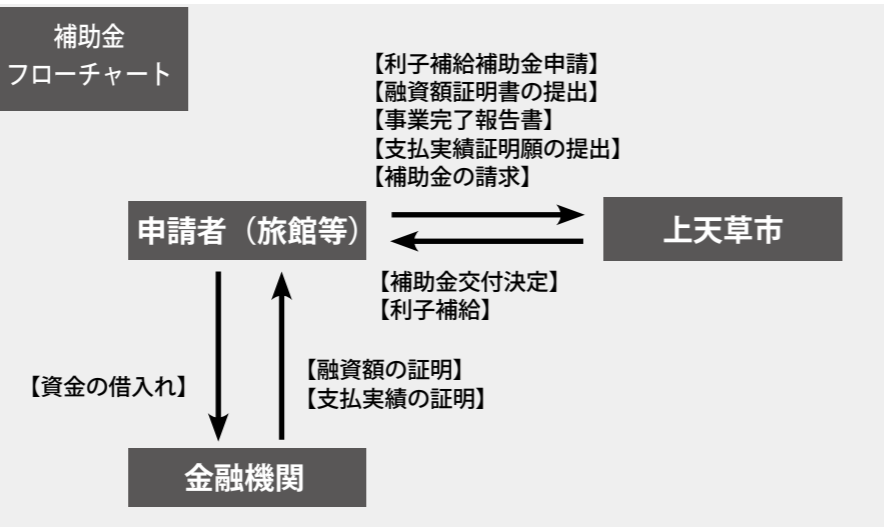 補助金
フローチャート
【利子補給補助金申請】
【融資額証明書の提出】
【事業完了報告書】
【支払実績証明願の提出】
【補助金の請求】
申請者（旅館等）
上天草市
【補助金交付決定】
【利子補給】
【資金の借入れ】
【融資額の証明】
【支払実績の証明】
金融機関